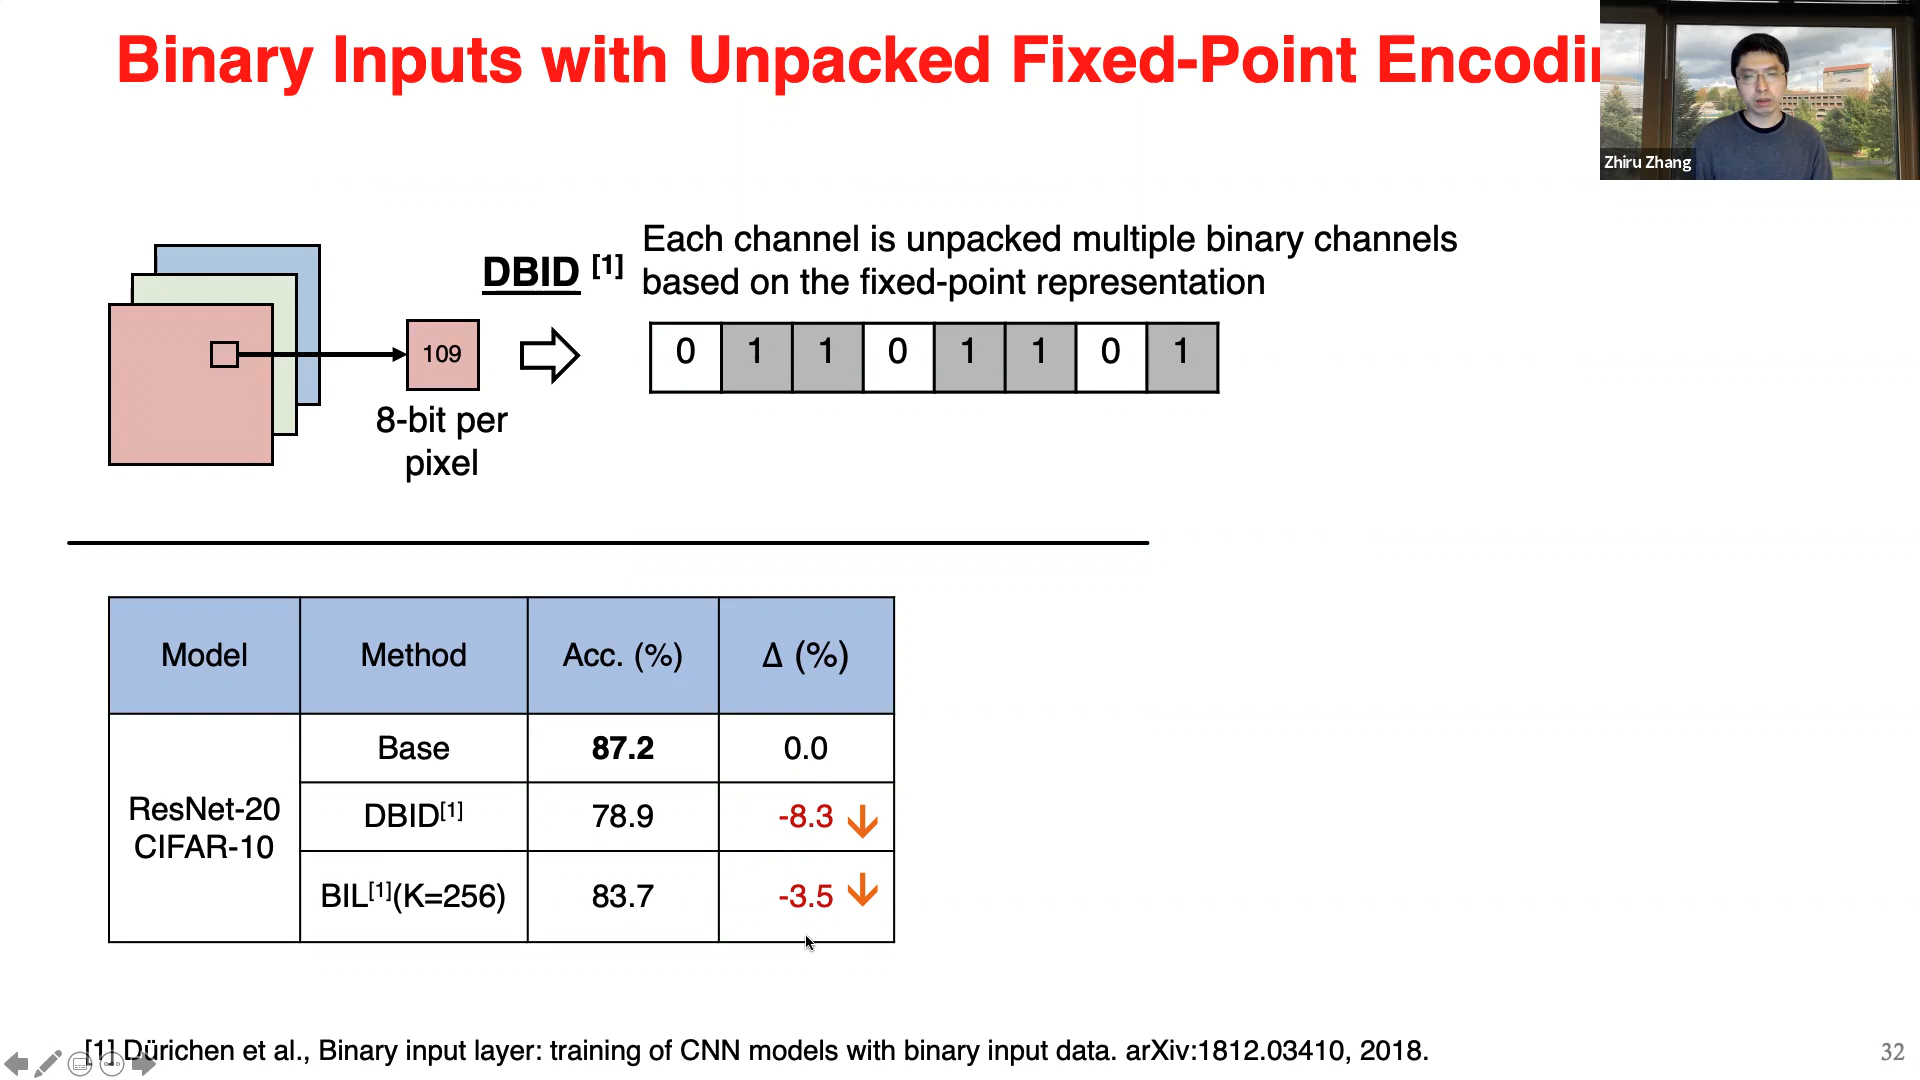 Binary Inputs with Unpacked Fixed-Point Encodin
Zhiru Zhang
DBID [1]
Each channel is unpacked multiple binary channels
based on the fixed-point representation
109
0 1 1 0 1 1 0 1
8-bit per
pixel
Model Method Acc. (%) Δ (%)
Base 87.2 0.0
ResNet-20
CIFAR-10
DBID[1] 78.9 -8.3
BIL[1](K=256) 83.7 -3.5
[1] Dürichen et al., Binary input layer: training of CNN models with binary input data. arXiv:1812.03410, 2018.
32